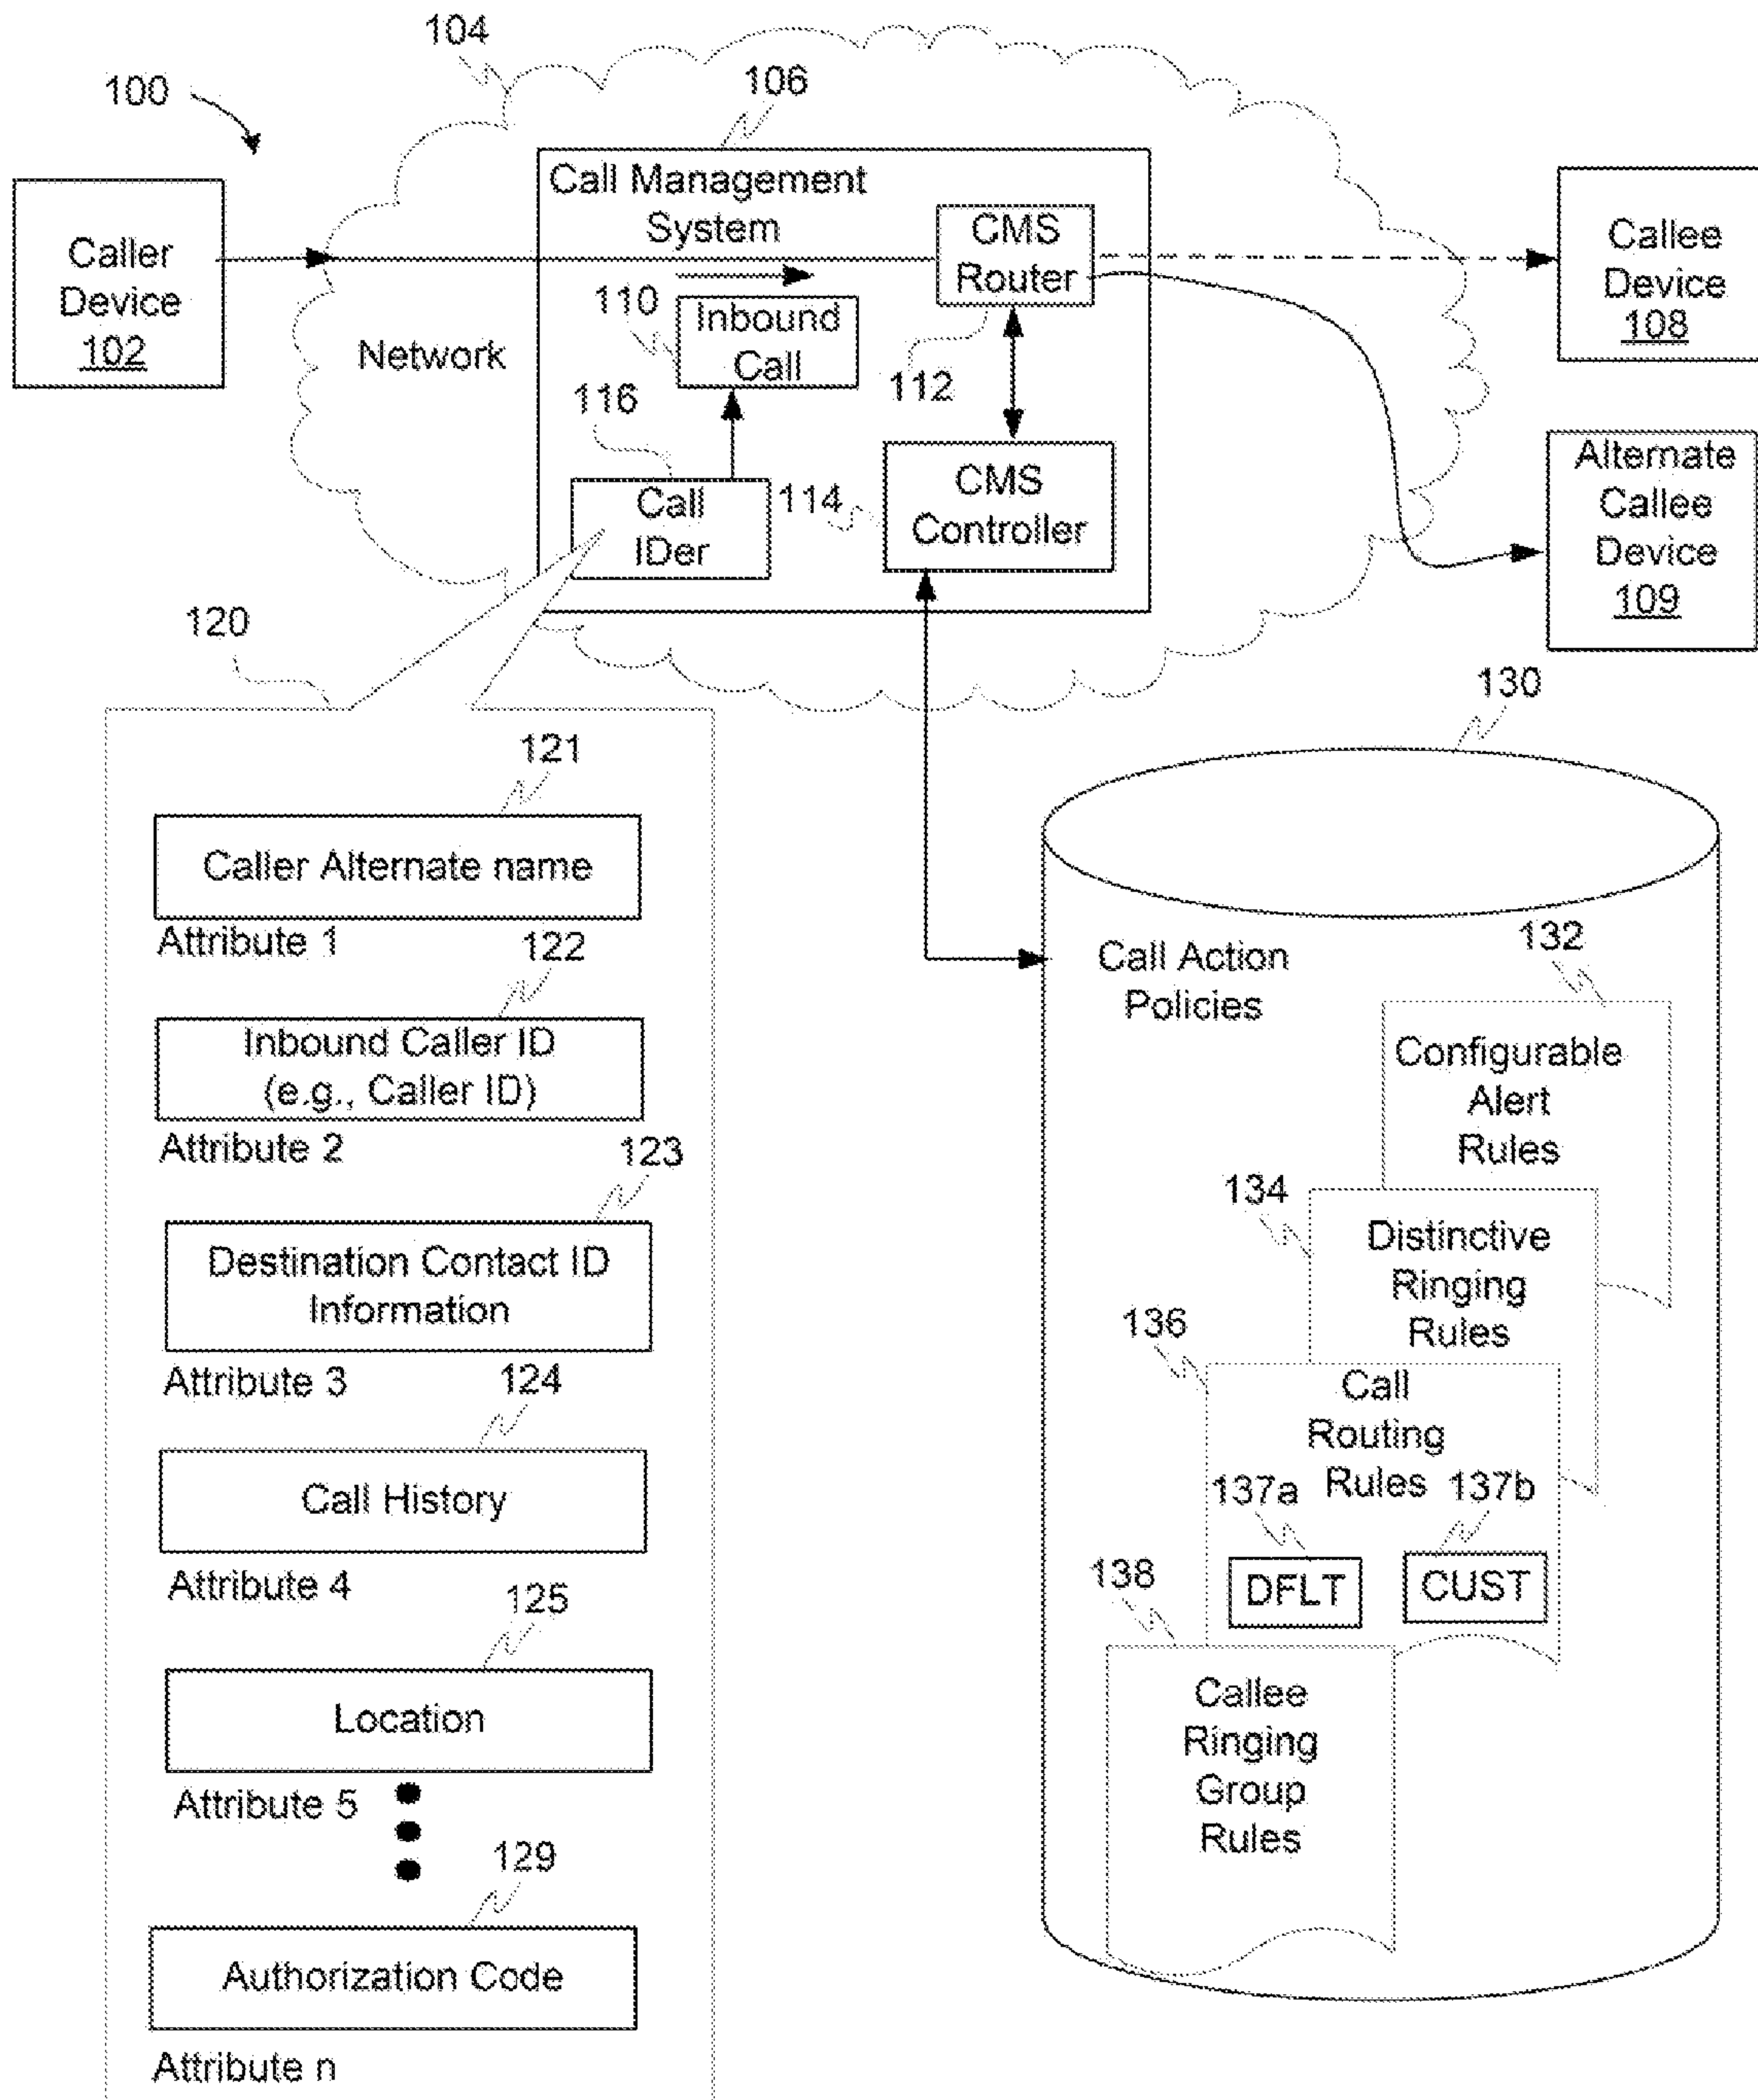 104
100
106
Call Management
System
CMS
Router
Caller
Device
102
Callee
Device
108
110
Inbound
Call
Network
112
116
Call
IDer
114
CMS
Controller
Alternate
Callee
Device
109
120
130
121
Caller Alternate name
Attribute 1
122
Inbound Caller ID
(e.g., Caller ID)
Attribute 2
123
Destination Contact ID
Information
Attribute 3
124
Call History
Attribute 4
125
Location
Attribute 5
129
Authorization Code
Attribute n
Call Action
Policies
132
Configurable
Alert
Rules
134
Distinctive
Ringing
Rules
136
Call
Routing
Rules
137a
137b
DFLT
CUST
138
Callee
Ringing
Group
Rules